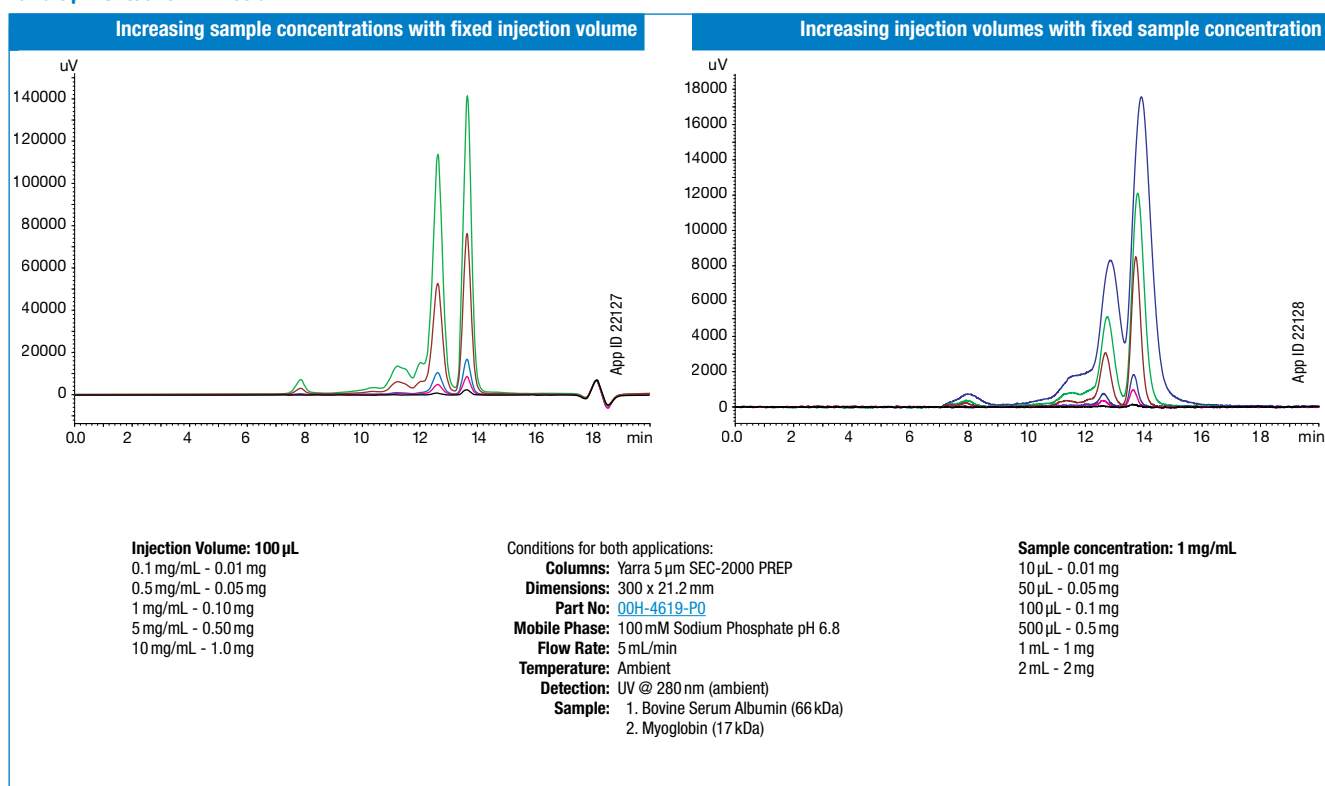 Increasing sample concentrations with fixed injection volume
uV
140000
120000
100000
80000
60000
40000
20000
0
0.0 2 4 6 8 10 12 14 16 18 min
App ID 22127
Increasing injection volumes with fixed sample concentration
uV
18000
16000
14000
12000
10000
8000
6000
4000
2000
0
0.0 2 4 6 8 10 12 14 16 18 min
App ID 22128
Injection Volume: 100 µL
0.1 mg/mL - 0.01 mg
0.5 mg/mL - 0.05 mg
1 mg/mL - 0.10 mg
5 mg/mL - 0.50 mg
10 mg/mL - 1.0 mg
Conditions for both applications:
Columns: Yarra 5 µm SEC-2000 PREP
Dimensions: 300 x 21.2 mm
Part No: 00H-4619-P0
Mobile Phase: 100 mM Sodium Phosphate pH 6.8
Flow Rate: 5 mL/min
Temperature: Ambient
Detection: UV @ 280 nm (ambient)
Sample: 1. Bovine Serum Albumin (66 kDa)
2. Myoglobin (17 kDa)
Sample concentration: 1 mg/mL
10 µL - 0.01 mg
50 µL - 0.05 mg
100 µL - 0.1 mg
500 µL - 0.5 mg
1 mL - 1 mg
2 mL - 2 mg